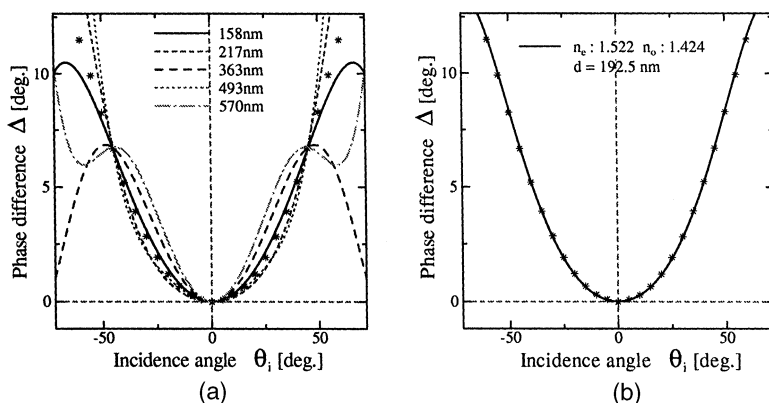 (a)
158nm
217nm
363nm
493nm
570nm
10
5
0
Phase difference Δ [deg.]
-50 0 50
Incidence angle θi [deg.]
(a)
(b)
ne : 1.522 no : 1.424
d = 192.5 nm
10
5
0
Phase difference Δ [deg.]
-50 0 50
Incidence angle θi [deg.]
(b)